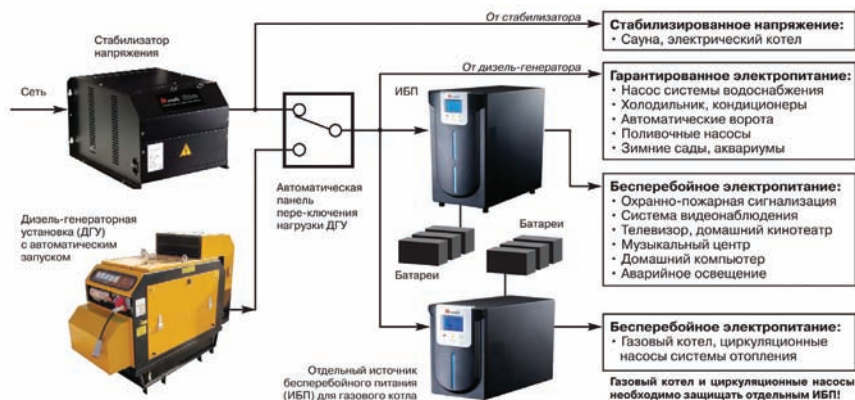 От стабилизатора
Стабилизированное напряжение:
• Сауна, электрический котел
Стабилизатор
напряжения
Сеть
От дизель-генератора
ИБП
Гарантированное электропитание:
• Насос системы водоснабжения
• Холодильник, кондиционеры
• Автоматические ворота
• Поливочные насосы
• Зимние сады, аквариумы
Автоматическая
панель
пере-ключения
нагрузки ДГУ
Дизель-генераторная
установка (ДГУ)
с автоматическим
запуском
Батареи
Батареи
Бесперебойное электропитание:
• Охранно-пожарная сигнализация
• Система видеонаблюдения
• Телевизор, домашний кинотеатр
• Музыкальный центр
• Домашний компьютер
• Аварийное освещение
Отдельный источник
бесперебойного питания
(ИБП) для газового котла
Бесперебойное электропитание:
• Газовый котел, циркуляционные
насосы системы отопления
Газовый котел и циркуляционные насосы
необходимо защищать отдельным ИБП!